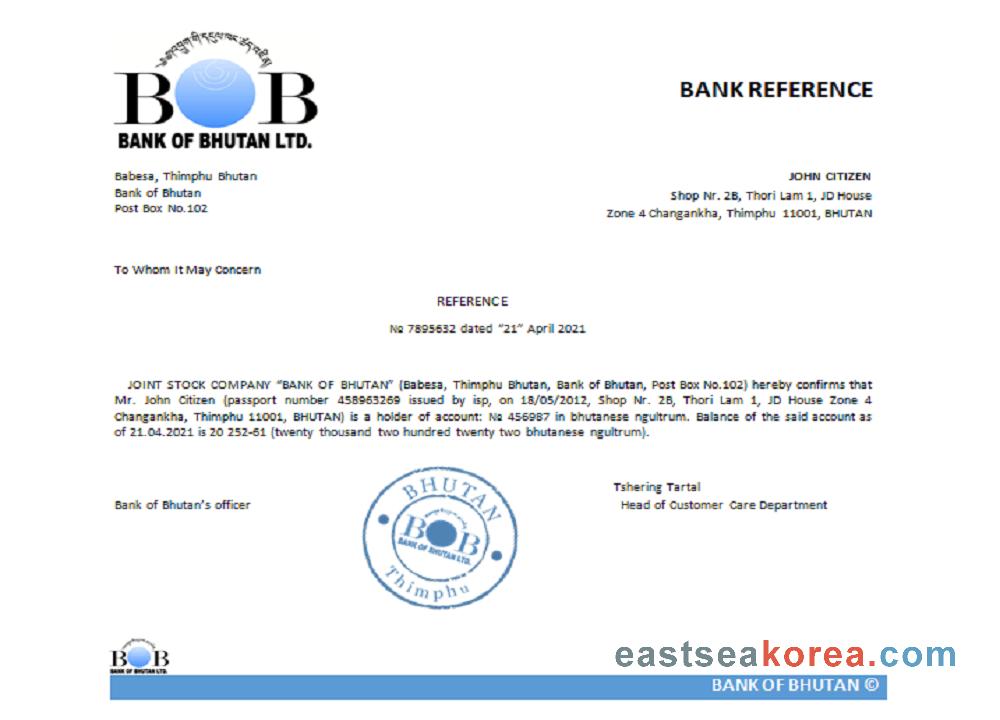 BOB
BANK OF BHUTAN LTD.
BANK REFERENCE
Babesa, Thimphu Bhutan
Bank of Bhutan
Post Box No.102
JOHN CITIZEN
Shop Nr. 2B, Thori Lam 1, JD House
Zone 4 Changankha, Thimphu 11001, BHUTAN
To Whom It May Concern
REFERENCE
№ 7895632 dated "21" April 2021
JOINT STOCK COMPANY "BANK OF BHUTAN" (Babesa, Thimphu Bhutan, Bank of Bhutan, Post Box No.102) hereby confirms that
Mr. John Citizen (passport number 458963269 issued by isp, on 18/05/2012, Shop Nr. 2B, Thori Lam 1, JD House Zone 4
Changankha, Thimphu 11001, BHUTAN) is a holder of account: № 456987 in bhutanese ngultrum. Balance of the said account as
of 21.04.2021 is 20 252-61 (twenty thousand two hundred twenty two bhutanese ngultrum).
Bank of Bhutan's officer
BHUTAN
BOB
BANK OF BHUTAN LTD.
Thimphu
Tshering Tartal
Head of Customer Care Department
BOB
BANK OF BHUTAN LTD.
eastseakorea.com
BANK OF BHUTAN ©